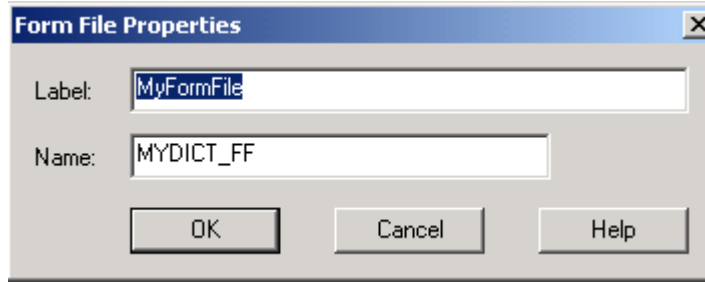 Form File Properties
Label: MyFormFile
Name: MYDICT_FF
OK Cancel Help